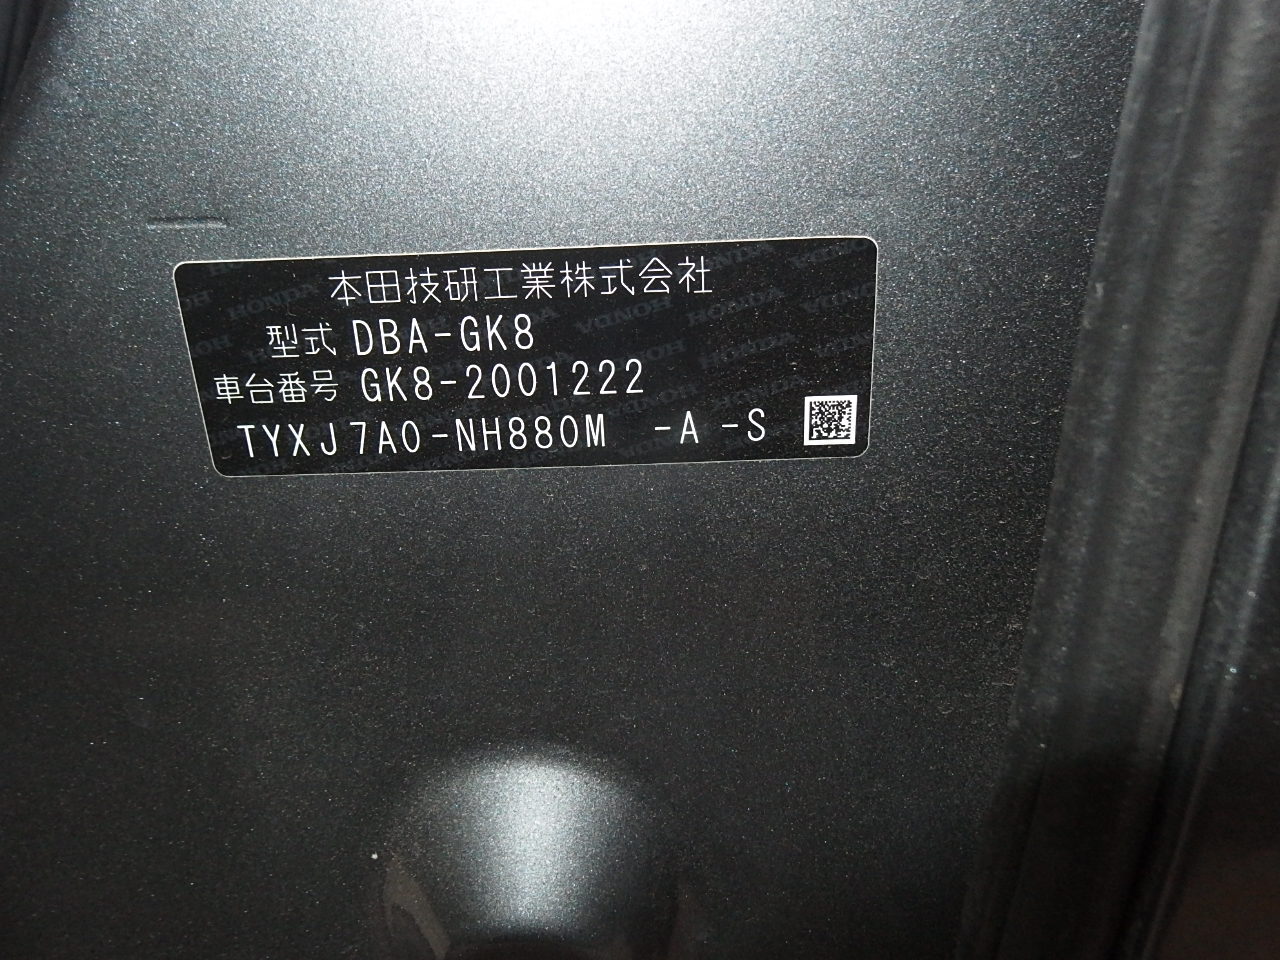 本田技研工業株式会社
型式 DBA-GK8
車台番号 GK8-2001222
TYXJ7A0-NH880M -A -S